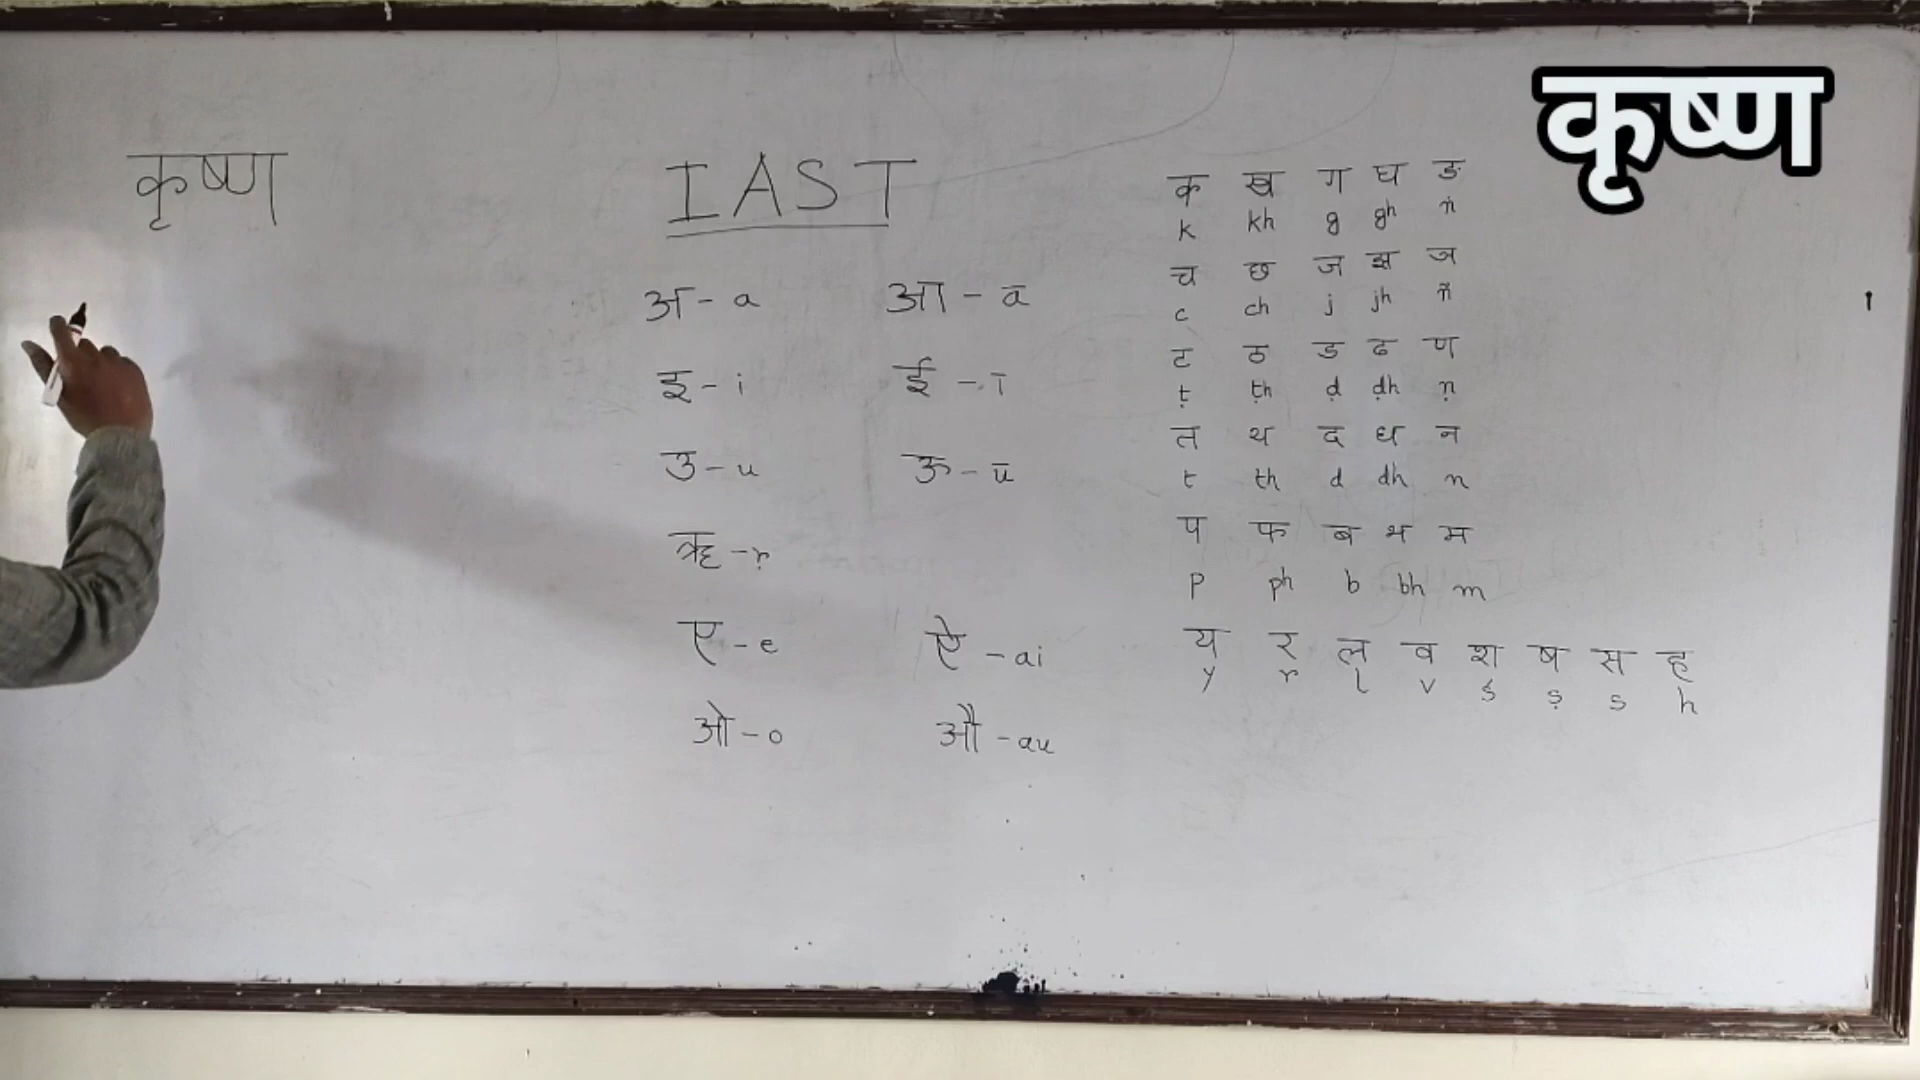 कृष्ण
कृष्ण
IAST
अ - a आ - ā
इ - i ई - ī
उ - u ऊ - ū
ऋ - ṛ
ए - e ऐ - ai
ओ - o औ - au
क ख ग घ ङ
k kh g gh ṅ
च छ ज झ ञ
c ch j jh ñ
ट ठ ड ढ ण
ṭ ṭh ḍ ḍh ṇ
त थ द ध न
t th d dh n
प फ ब भ म
p ph b bh m
य र ल व श ष स ह
y r l v ś ṣ s h